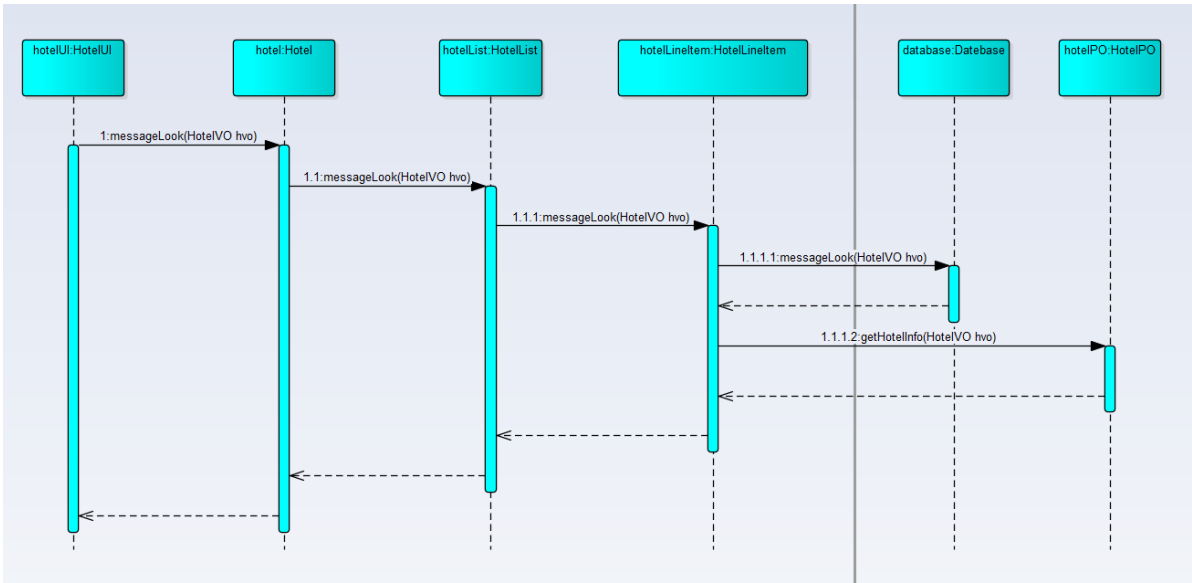 hotelUI:HotelUI
hotel:Hotel
hotelList:HotelList
hotelLineItem:HotelLineItem
database:Datebase
hotelPO:HotelPO
1:messageLook(HotelVO hvo)
1.1:messageLook(HotelVO hvo)
1.1.1:messageLook(HotelVO hvo)
1.1.1.1:messageLook(HotelVO hvo)
1.1.1.2:getHotelInfo(HotelVO hvo)